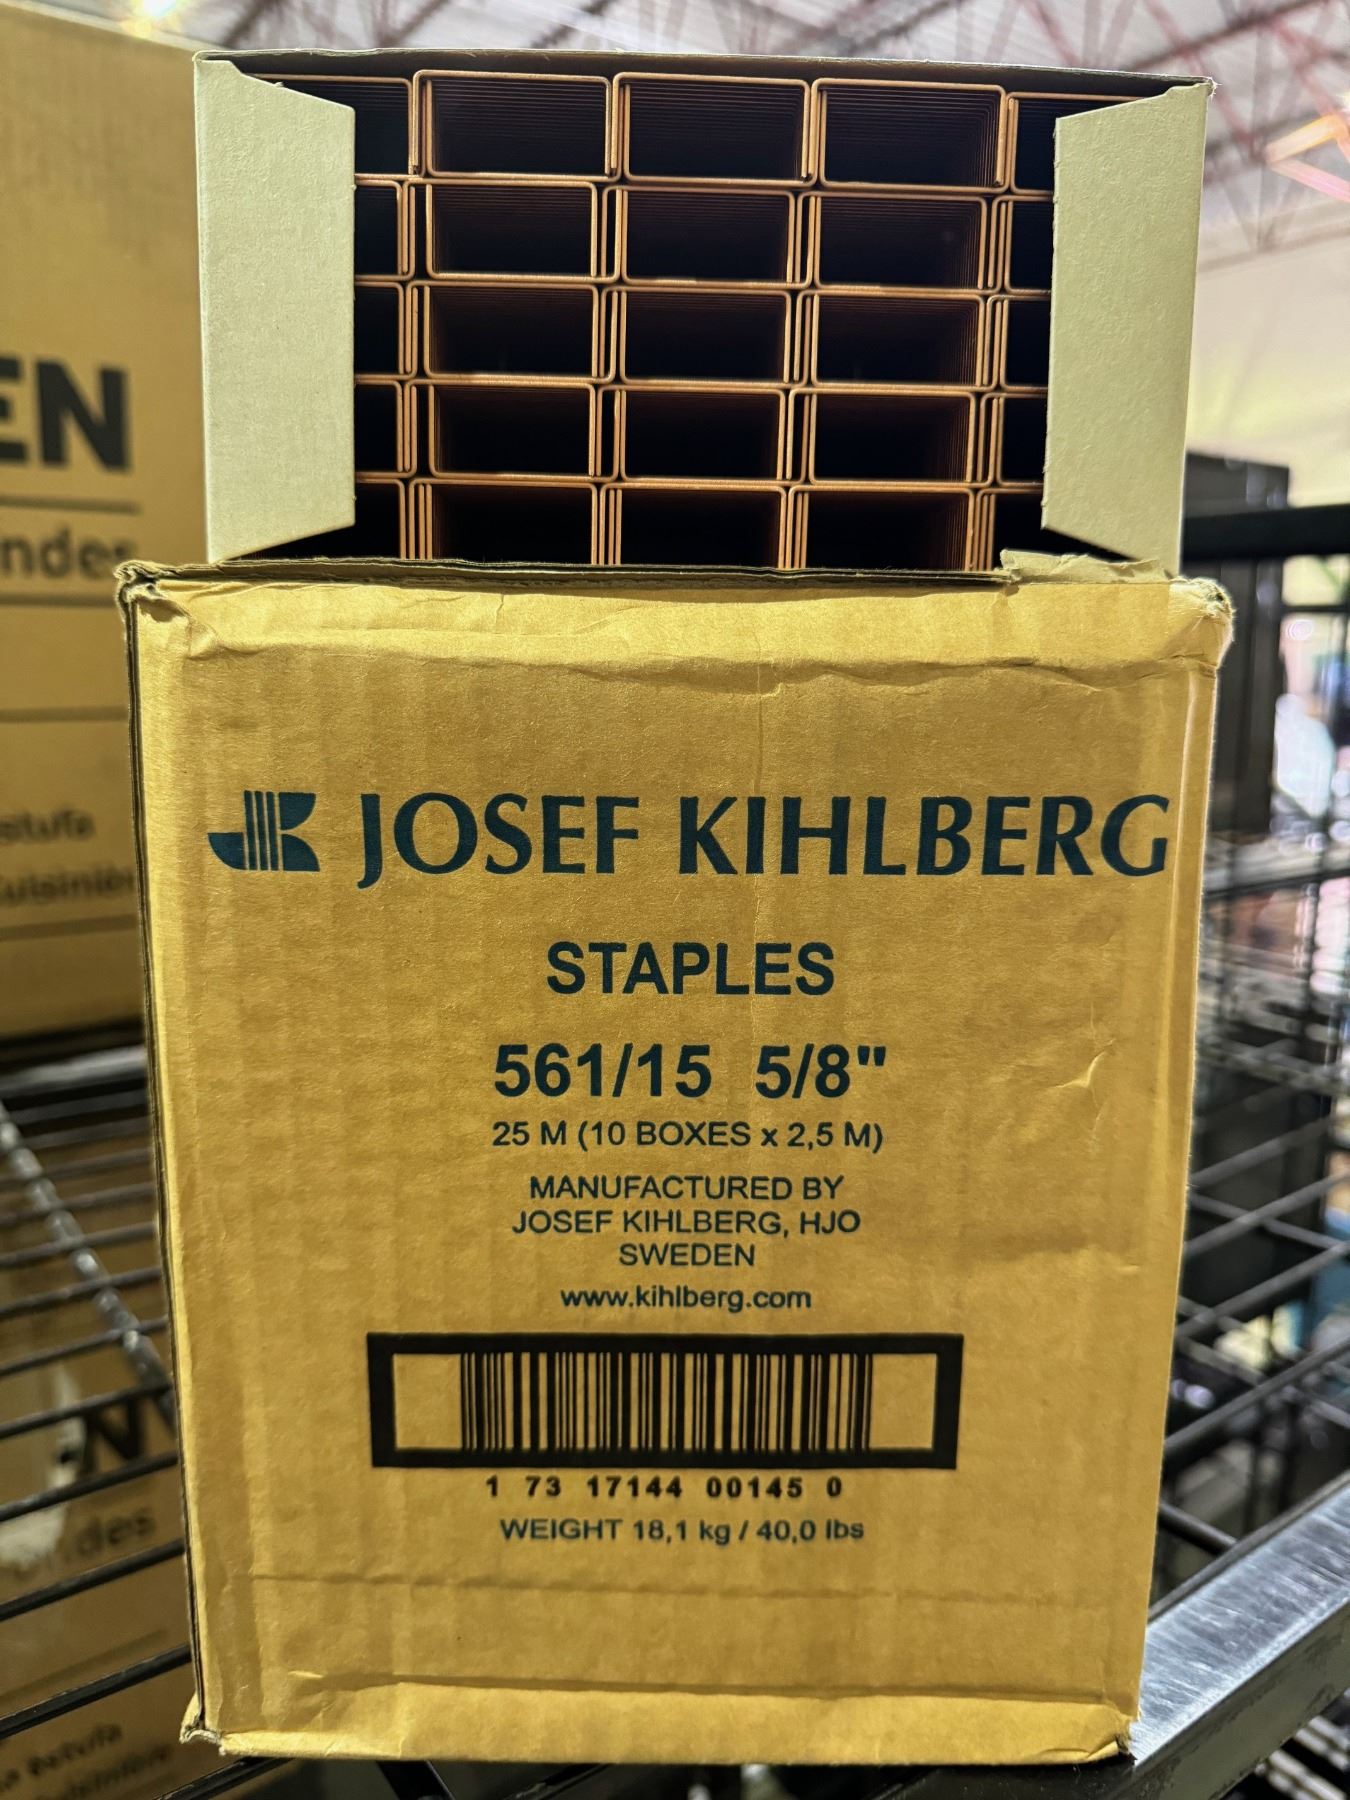 EN
JOSEF KIHLBERG
STAPLES
561/15 5/8"
25 M (10 BOXES x 2,5 M)
MANUFACTURED BY
JOSEF KIHLBERG, HJO
SWEDEN
www.kihlberg.com
1 73 17144 00145 0
WEIGHT 18,1 kg / 40,0 lbs